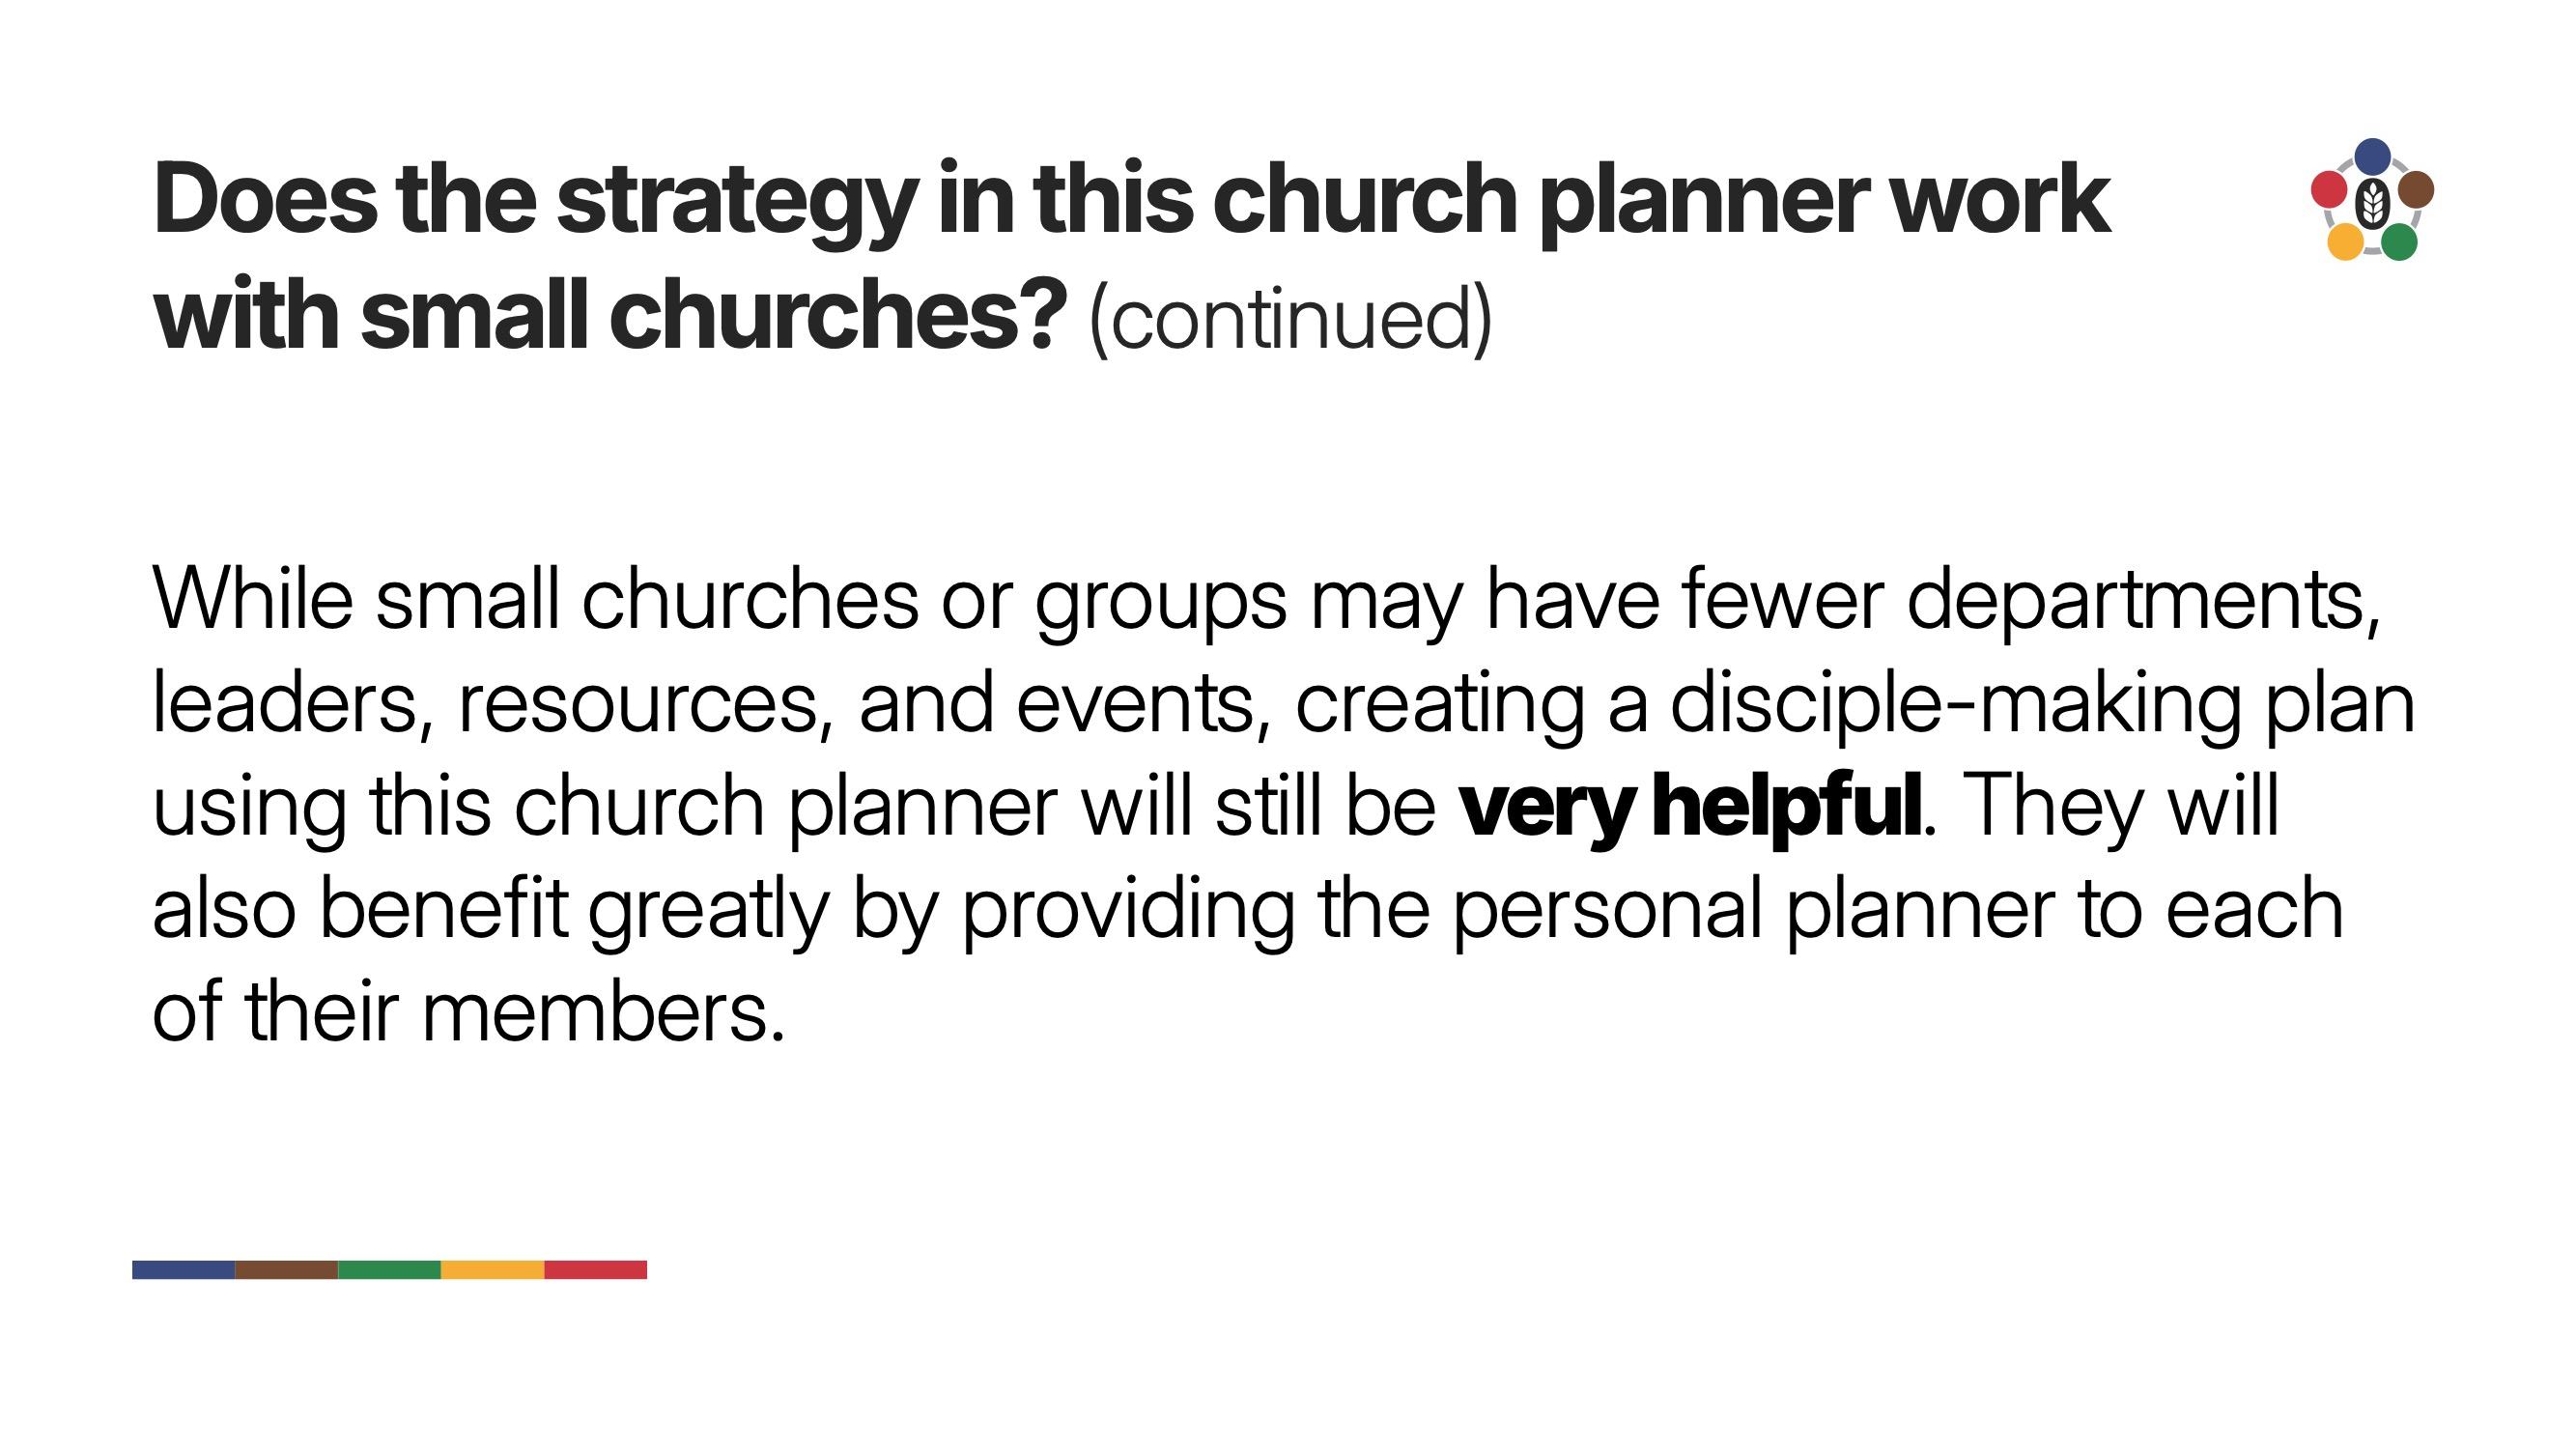 Does the strategy in this church planner work
with small churches? (continued)
While small churches or groups may have fewer departments,
leaders, resources, and events, creating a disciple-making plan
using this church planner will still be very helpful. They will
also benefit greatly by providing the personal planner to each
of their members.